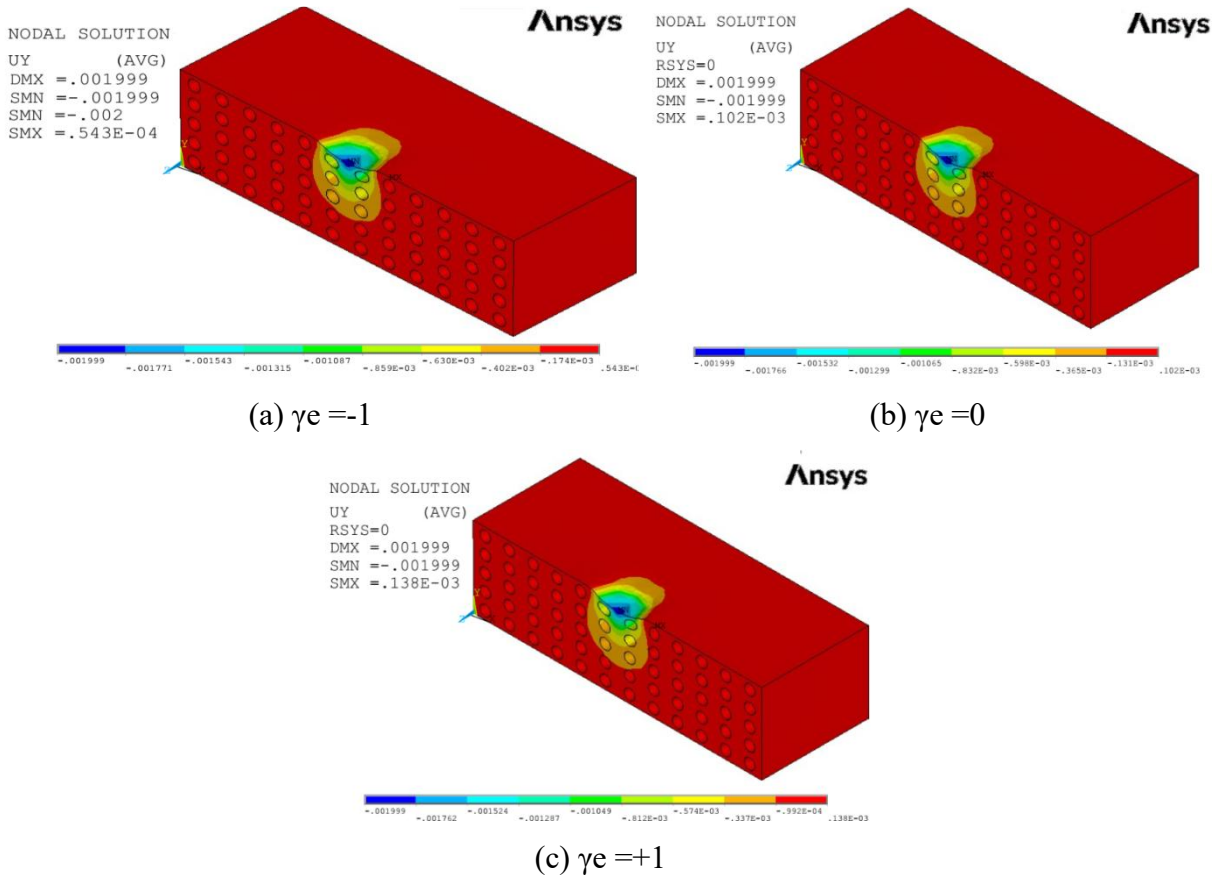 Ansys
NODAL SOLUTION
UY (AVG)
DMX =.001999
SMN =-.001999
SMN =-.002
SMX =.543E-04
Y
-.001999 -.001543 -.001087 -.630E-03 -.174E-03
-.001771 -.001315 -.859E-03 -.402E-03
(a) γe =-1
Ansys
NODAL SOLUTION
UY (AVG)
RSYS=0
DMX =.001999
SMN =-.001999
SMX =.102E-03
Y
-.001999 -.001532 -.001065 -.598E-03 -.131E-03
-.001766 -.001299 -.832E-03 -.365E-03 .102E-03
(b) γe =0
Ansys
NODAL SOLUTION
UY (AVG)
RSYS=0
DMX =.001999
SMN =-.001999
SMX =.138E-03
Y
-.001999 -.001524 -.001049 -.574E-03 -.992E-04
-.001762 -.001287 -.812E-03 -.337E-03 .138E-03
(c) γe =+1